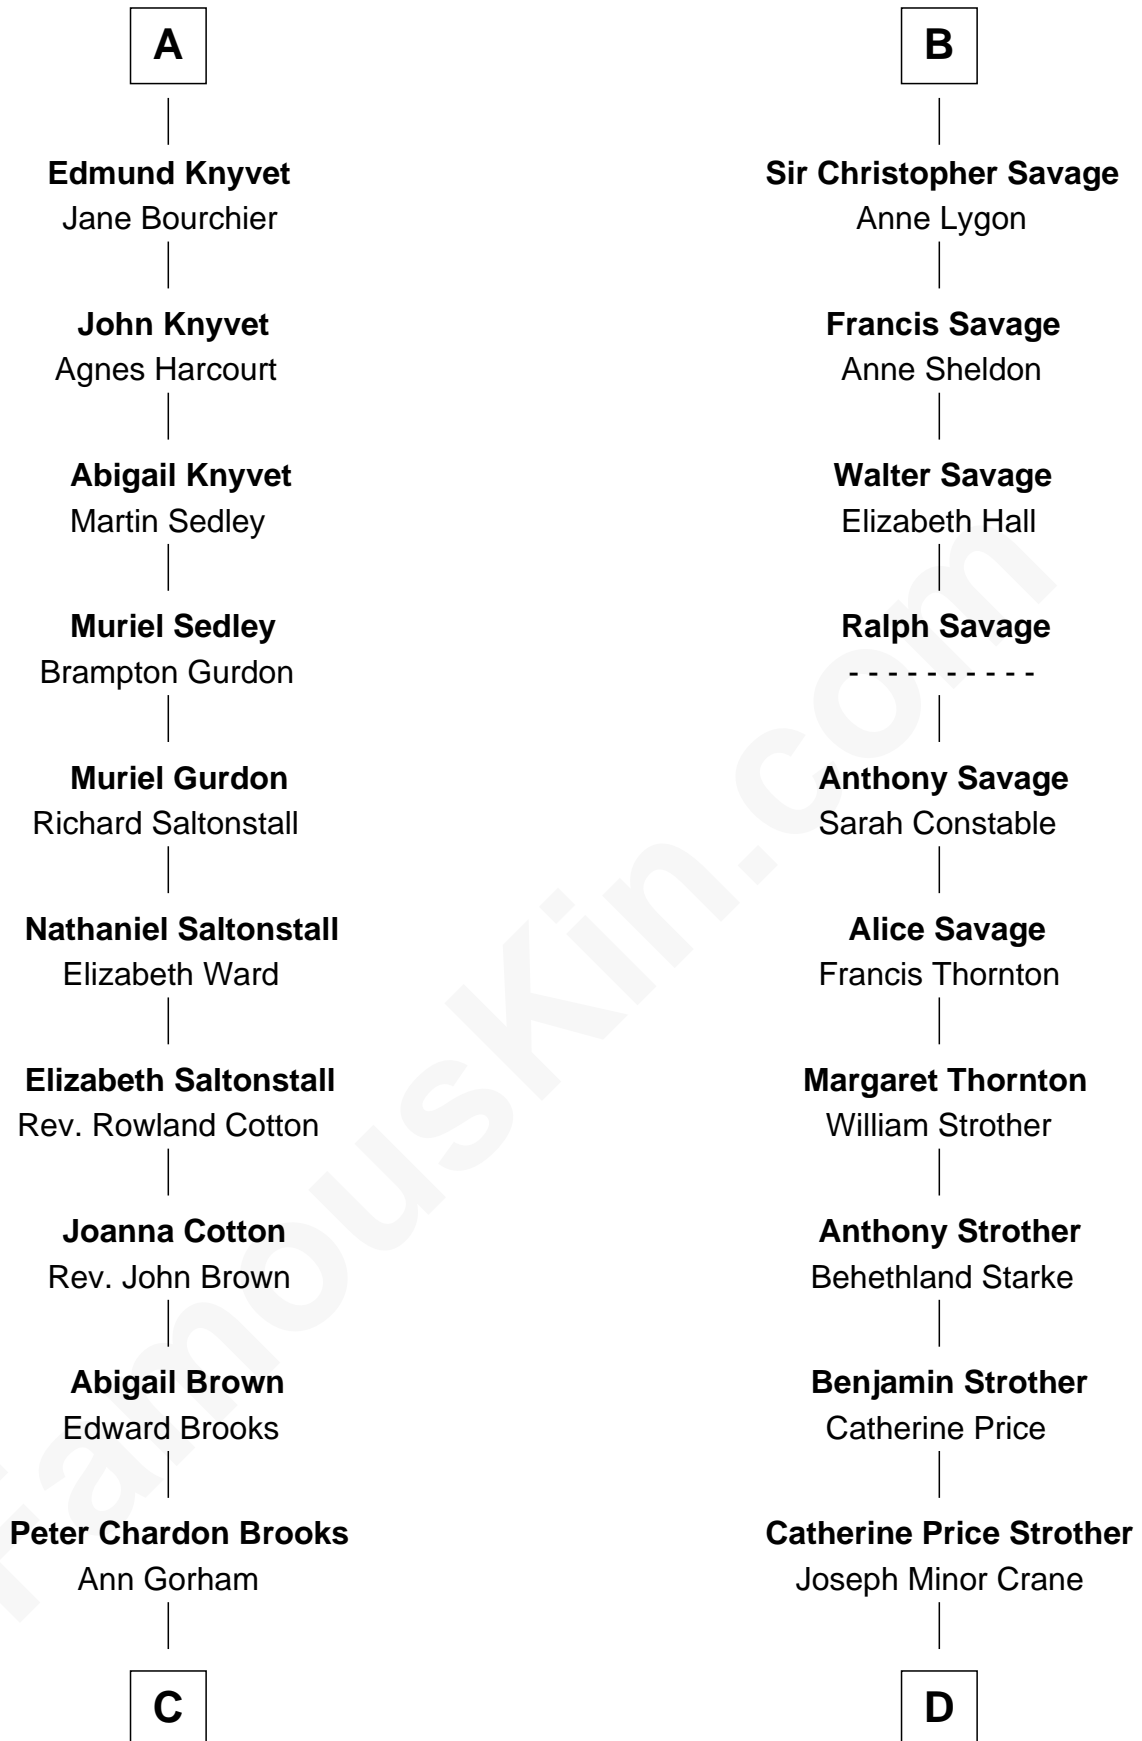 A
Edmund Knyvet
Jane Bourchier
John Knyvet
Agnes Harcourt
Abigail Knyvet
Martin Sedley
Muriel Sedley
Brampton Gurdon
Muriel Gurdon
Richard Saltonstall
Nathaniel Saltonstall
Elizabeth Ward
Elizabeth Saltonstall
Rev. Rowland Cotton
Joanna Cotton
Rev. John Brown
Abigail Brown
Edward Brooks
Peter Chardon Brooks
Ann Gorham
C
B
Sir Christopher Savage
Anne Lygon
Francis Savage
Anne Sheldon
Walter Savage
Elizabeth Hall
Ralph Savage
- - - - - - - - - -
Anthony Savage
Sarah Constable
Alice Savage
Francis Thornton
Margaret Thornton
William Strother
Anthony Strother
Behethland Starke
Benjamin Strother
Catherine Price
Catherine Price Strother
Joseph Minor Crane
D
FamousKin.com